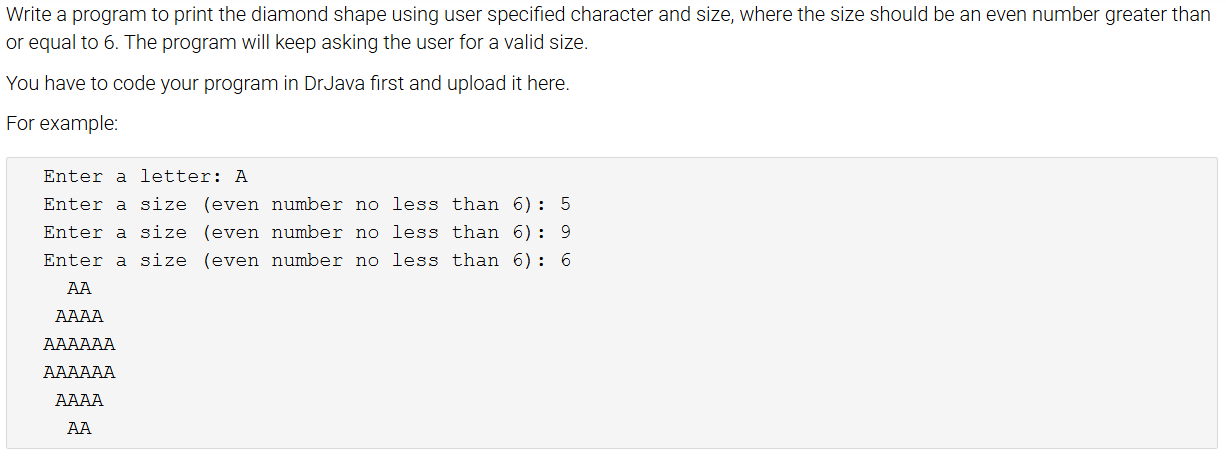 Write a program to print the diamond shape using user specified character and size, where the size should be an even number greater than
or equal to 6. The program will keep asking the user for a valid size.
You have to code your program in DrJava first and upload it here.
For example:
Enter a letter: A
Enter a size (even number no less than 6): 5
Enter a size (even number no less than 6): 9
Enter a size (even number no less than 6): 6
  AA
 AAAA
AAAAAA
AAAAAA
 AAAA
  AA